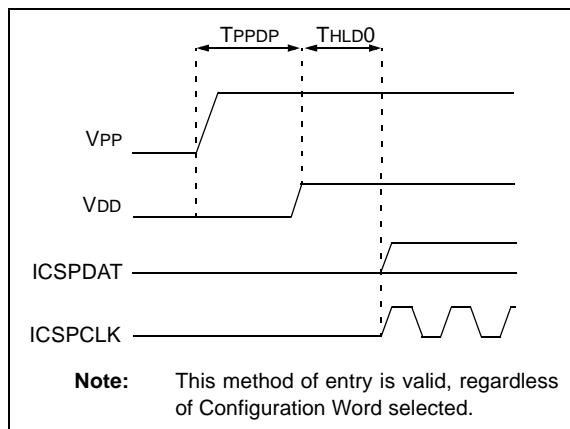 TPPDP THLD0
VPP
VDD
ICSPDAT
ICSPCLK
Note: This method of entry is valid, regardless
of Configuration Word selected.